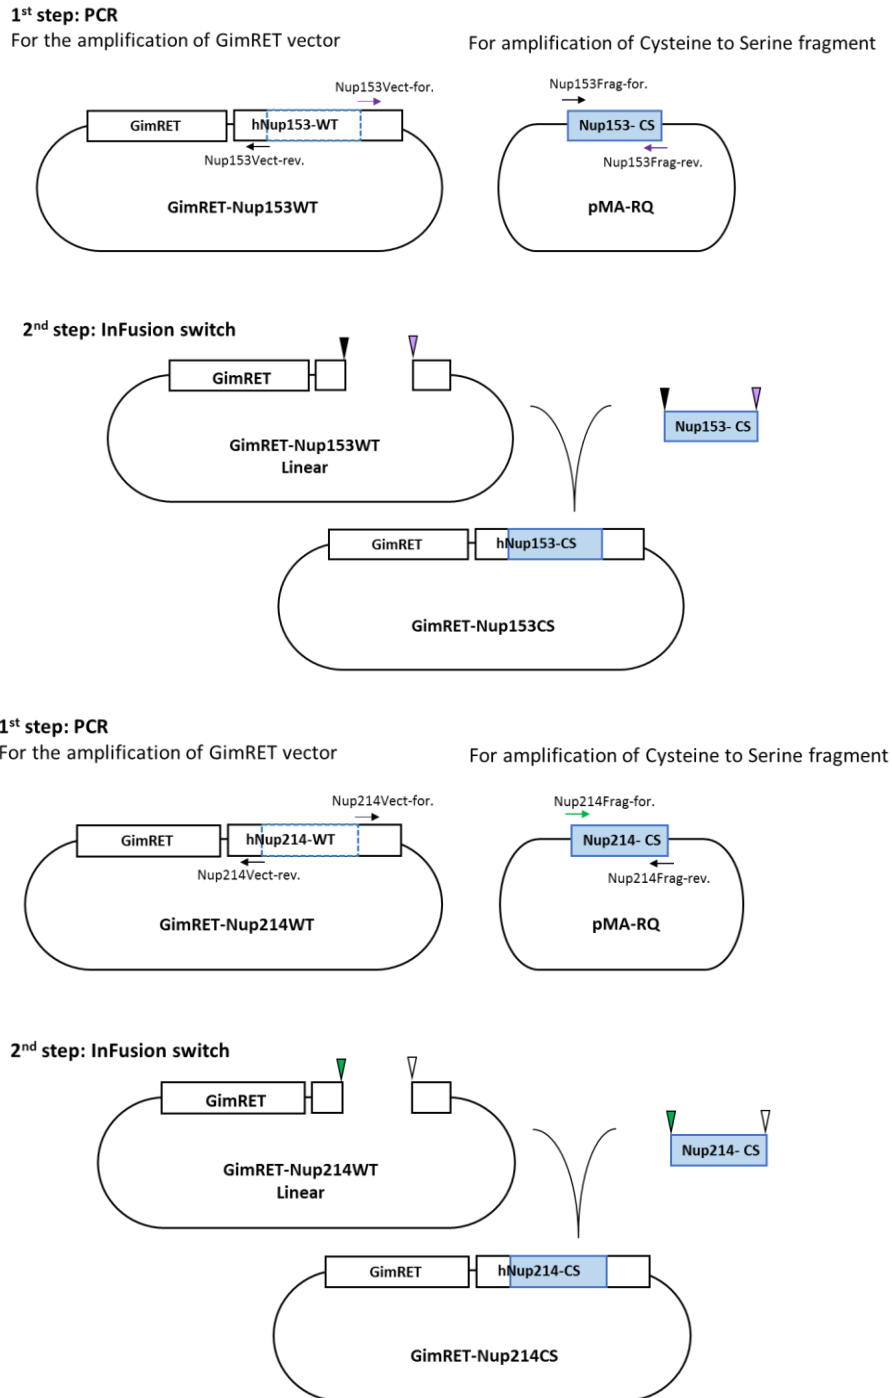 1st step: PCR
For the amplification of GimRET vector
For amplification of Cysteine to Serine fragment
Nup153Vect-for.
GimRET
hNup153-WT
Nup153Vect-rev.
GimRET-Nup153WT
Nup153Frag-for.
Nup153- CS
Nup153Frag-rev.
pMA-RQ
2nd step: InFusion switch
GimRET
GimRET-Nup153WT
Linear
Nup153- CS
GimRET
hNup153-CS
GimRET-Nup153CS
1st step: PCR
For the amplification of GimRET vector
For amplification of Cysteine to Serine fragment
Nup214Vect-for.
GimRET
hNup214-WT
Nup214Vect-rev.
GimRET-Nup214WT
Nup214Frag-for.
Nup214- CS
Nup214Frag-rev.
pMA-RQ
2nd step: InFusion switch
GimRET
GimRET-Nup214WT
Linear
Nup214- CS
GimRET
hNup214-CS
GimRET-Nup214CS